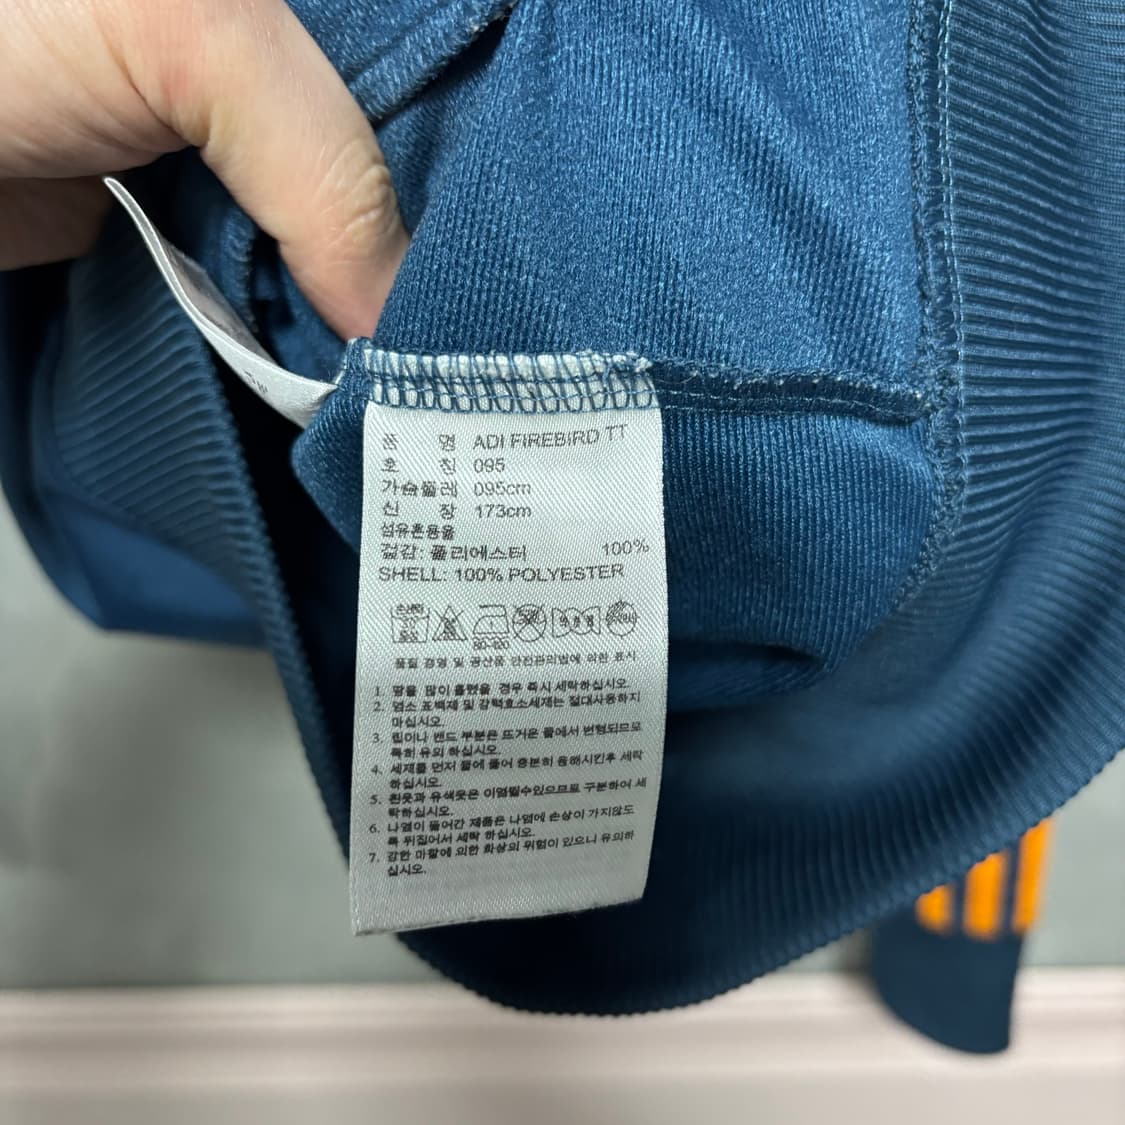 품 명 ADI FIREBIRD TT
호 칭 095
가슴둘레 095cm
신 장 173cm
섬유혼용율
겉감: 폴리에스터 100%
SHELL: 100% POLYESTER
80-120
품질 경영 및 공산품 안전관리법에 의한 표시
1. 땀을 많이 흘렸을 경우 즉시 세탁하십시오.
2. 염소 표백제 및 강력효소세제는 절대사용하지
마십시오.
3. 립이나 밴드 부분은 뜨거운 물에서 변형되므로
특히 유의 하십시오.
4. 세제를 먼저 물에 풀어 충분히 용해시킨후 세탁
하십시오.
5. 흰옷과 유색옷은 이염될수있으므로 구분하여 세
탁하십시오.
6. 나염이 들어간 제품은 나염에 손상이 가지않도
록 뒤집어서 세탁 하십시오.
7. 강한 마찰에 의한 화상의 위험이 있으니 유의하
십시오.